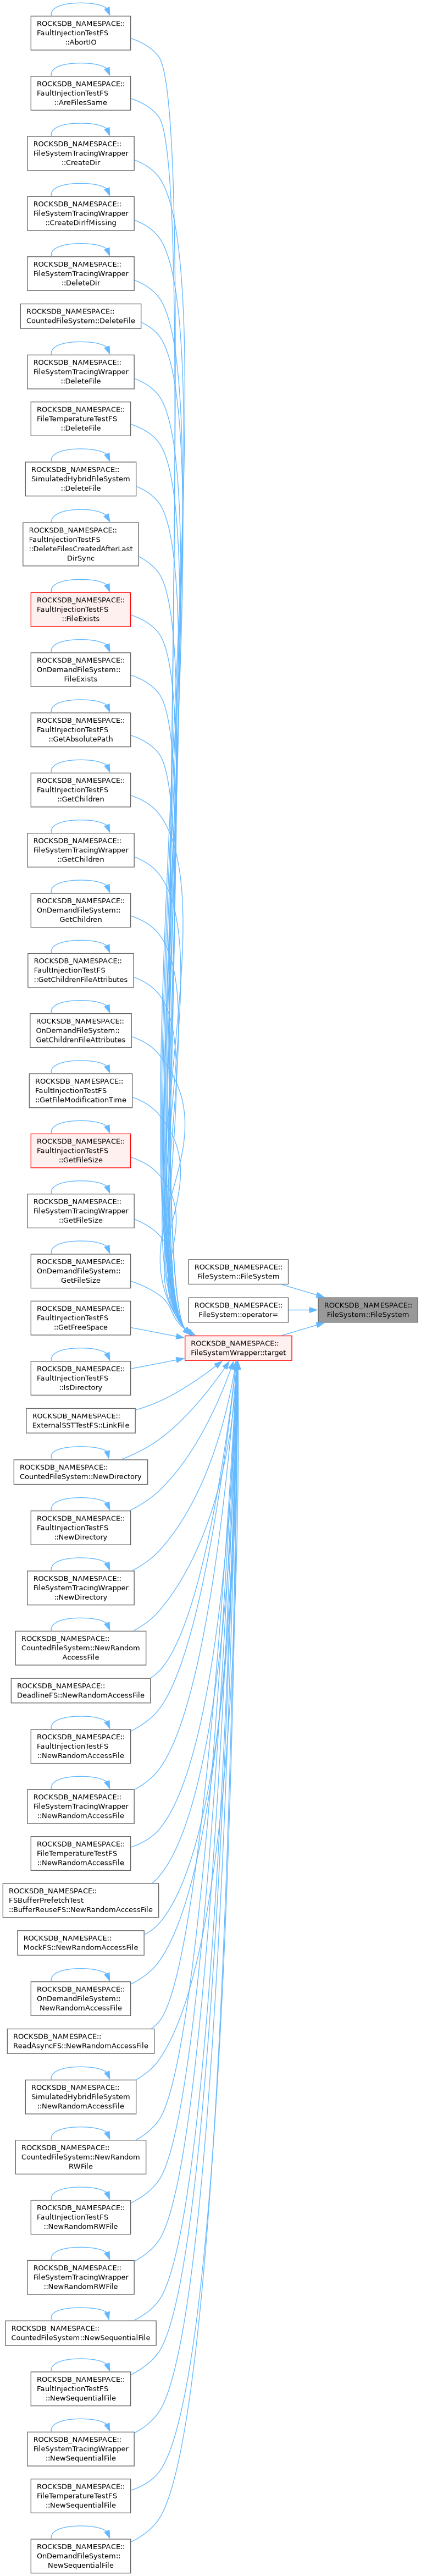 ROCKSDB_NAMESPACE::
FaultInjectionTestFS
::AbortIO
ROCKSDB_NAMESPACE::
FaultInjectionTestFS
::AreFilesSame
ROCKSDB_NAMESPACE::
FileSystemTracingWrapper
::CreateDir
ROCKSDB_NAMESPACE::
FileSystemTracingWrapper
::CreateDirIfMissing
ROCKSDB_NAMESPACE::
FileSystemTracingWrapper
::DeleteDir
ROCKSDB_NAMESPACE::
CountedFileSystem::DeleteFile
ROCKSDB_NAMESPACE::
FileSystemTracingWrapper
::DeleteFile
ROCKSDB_NAMESPACE::
FileTemperatureTestFS
::DeleteFile
ROCKSDB_NAMESPACE::
SimulatedHybridFileSystem
::DeleteFile
ROCKSDB_NAMESPACE::
FaultInjectionTestFS
::DeleteFilesCreatedAfterLast
DirSync
ROCKSDB_NAMESPACE::
FaultInjectionTestFS
::FileExists
ROCKSDB_NAMESPACE::
OnDemandFileSystem::
FileExists
ROCKSDB_NAMESPACE::
FaultInjectionTestFS
::GetAbsolutePath
ROCKSDB_NAMESPACE::
FaultInjectionTestFS
::GetChildren
ROCKSDB_NAMESPACE::
FileSystemTracingWrapper
::GetChildren
ROCKSDB_NAMESPACE::
OnDemandFileSystem::
GetChildren
ROCKSDB_NAMESPACE::
FaultInjectionTestFS
::GetChildrenFileAttributes
ROCKSDB_NAMESPACE::
OnDemandFileSystem::
GetChildrenFileAttributes
ROCKSDB_NAMESPACE::
FaultInjectionTestFS
::GetFileModificationTime
ROCKSDB_NAMESPACE::
FaultInjectionTestFS
::GetFileSize
ROCKSDB_NAMESPACE::
FileSystemTracingWrapper
::GetFileSize
ROCKSDB_NAMESPACE::
OnDemandFileSystem::
GetFileSize
ROCKSDB_NAMESPACE::
FaultInjectionTestFS
::GetFreeSpace
ROCKSDB_NAMESPACE::
FaultInjectionTestFS
::IsDirectory
ROCKSDB_NAMESPACE::
ExternalSSTTestFS::LinkFile
ROCKSDB_NAMESPACE::
CountedFileSystem::NewDirectory
ROCKSDB_NAMESPACE::
FaultInjectionTestFS
::NewDirectory
ROCKSDB_NAMESPACE::
FileSystemTracingWrapper
::NewDirectory
ROCKSDB_NAMESPACE::
CountedFileSystem::NewRandom
AccessFile
ROCKSDB_NAMESPACE::
DeadlineFS::NewRandomAccessFile
ROCKSDB_NAMESPACE::
FaultInjectionTestFS
::NewRandomAccessFile
ROCKSDB_NAMESPACE::
FileSystemTracingWrapper
::NewRandomAccessFile
ROCKSDB_NAMESPACE::
FileTemperatureTestFS
::NewRandomAccessFile
ROCKSDB_NAMESPACE::
FSBufferPrefetchTest
::BufferReuseFS::NewRandomAccessFile
ROCKSDB_NAMESPACE::
MockFS::NewRandomAccessFile
ROCKSDB_NAMESPACE::
OnDemandFileSystem::
NewRandomAccessFile
ROCKSDB_NAMESPACE::
ReadAsyncFS::NewRandomAccessFile
ROCKSDB_NAMESPACE::
SimulatedHybridFileSystem
::NewRandomAccessFile
ROCKSDB_NAMESPACE::
CountedFileSystem::NewRandom
RWFile
ROCKSDB_NAMESPACE::
FaultInjectionTestFS
::NewRandomRWFile
ROCKSDB_NAMESPACE::
FileSystemTracingWrapper
::NewRandomRWFile
ROCKSDB_NAMESPACE::
CountedFileSystem::NewSequentialFile
ROCKSDB_NAMESPACE::
FaultInjectionTestFS
::NewSequentialFile
ROCKSDB_NAMESPACE::
FileSystemTracingWrapper
::NewSequentialFile
ROCKSDB_NAMESPACE::
FileTemperatureTestFS
::NewSequentialFile
ROCKSDB_NAMESPACE::
OnDemandFileSystem::
NewSequentialFile
ROCKSDB_NAMESPACE::
FileSystem::FileSystem
ROCKSDB_NAMESPACE::
FileSystem::operator=
ROCKSDB_NAMESPACE::
FileSystemWrapper::target
ROCKSDB_NAMESPACE::
FileSystem::FileSystem